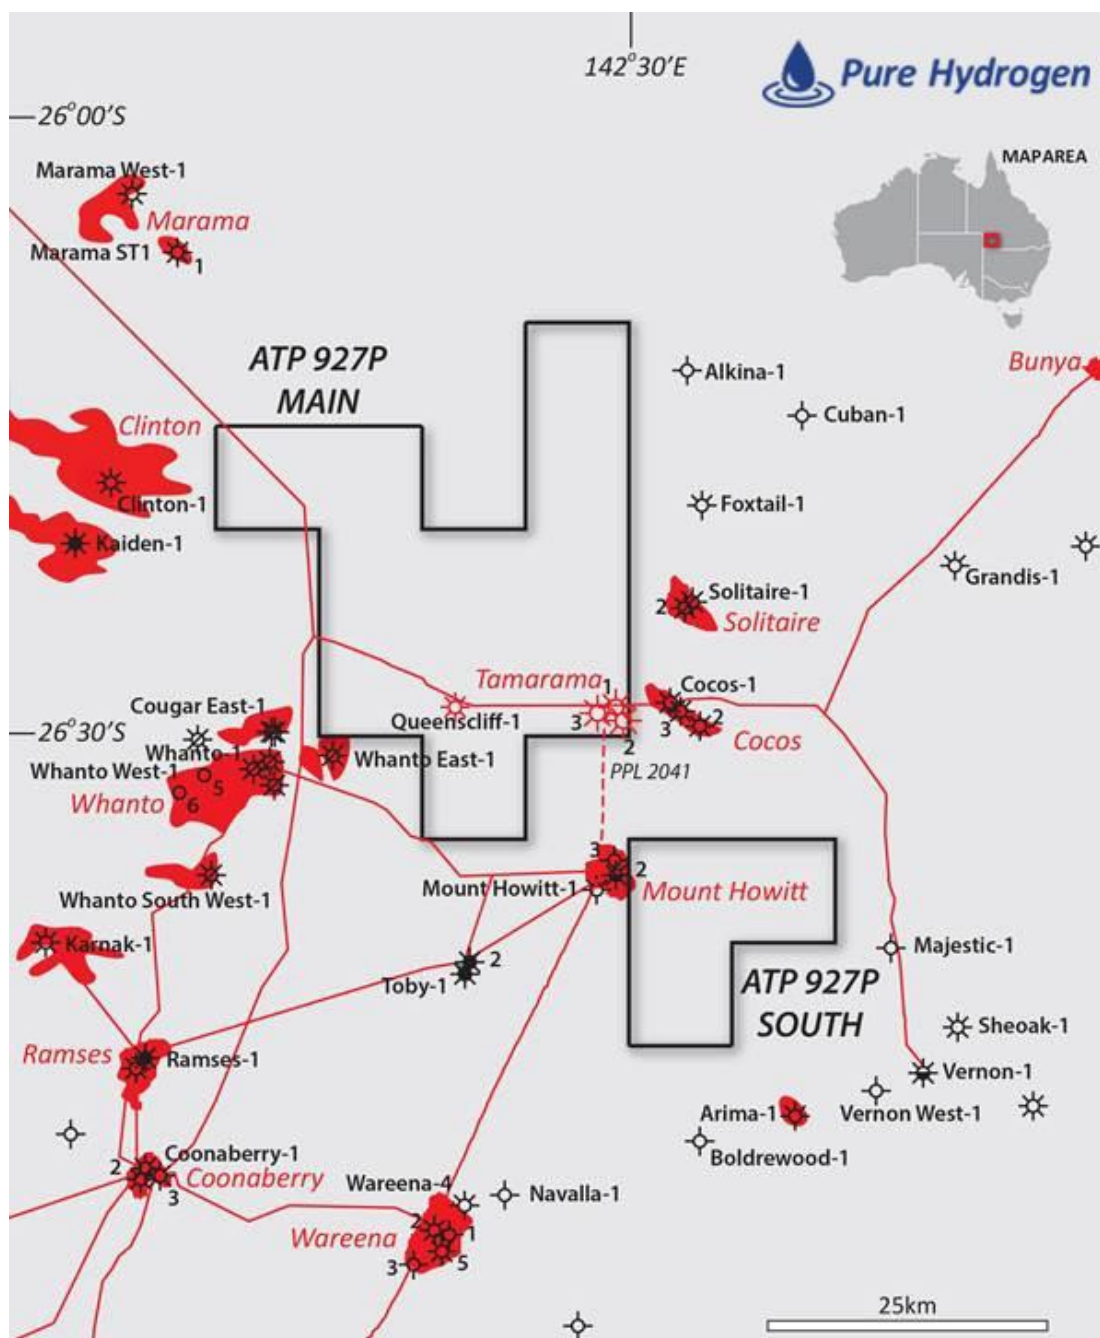 142°30'E
Pure Hydrogen
26°00'S
MAPAREA
Marama West-1
Marama
Marama ST1
1
ATP 927P
MAIN
Bunya
Alkina-1
Cuban-1
Clinton
Clinton-1
Foxtail-1
Kaiden-1
Grandis-1
Solitaire-1
2
Solitaire
Tamarama
1
Cocos-1
Cougar East-1
Queenscliff-1
3
2
3
2
Cocos
26°30'S
Whanto-1
Whanto West-1
5
Whanto East-1
PPL 2041
Whanto
6
3
2
Whanto South West-1
Mount Howitt-1
Mount Howitt
Karnak-1
2
Toby-1
Majestic-1
ATP 927P
SOUTH
Sheoak-1
Ramses
Ramses-1
Vernon-1
Arima-1
Vernon West-1
Boldrewood-1
Coonaberry-1
2
Coonaberry
3
Wareena-4
Navalla-1
2
1
Wareena
3
5
25km